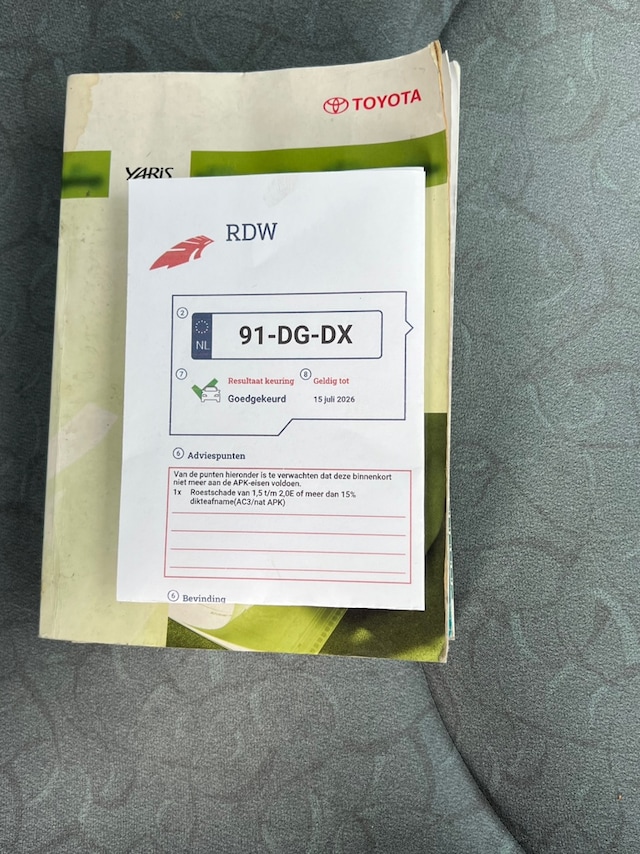 TOYOTA
YARIS
RDW
2
NL
91-DG-DX
7
Resultaat keuring
8
Geldig tot
Goedgekeurd
15 juli 2026
6 Adviespunten
Van de punten hieronder is te verwachten dat deze binnenkort
niet meer aan de APK-eisen voldoen.
1x Roestschade van 1,5 t/m 2,0E of meer dan 15%
dikteafname(AC3/nat APK)
6 Bevinding